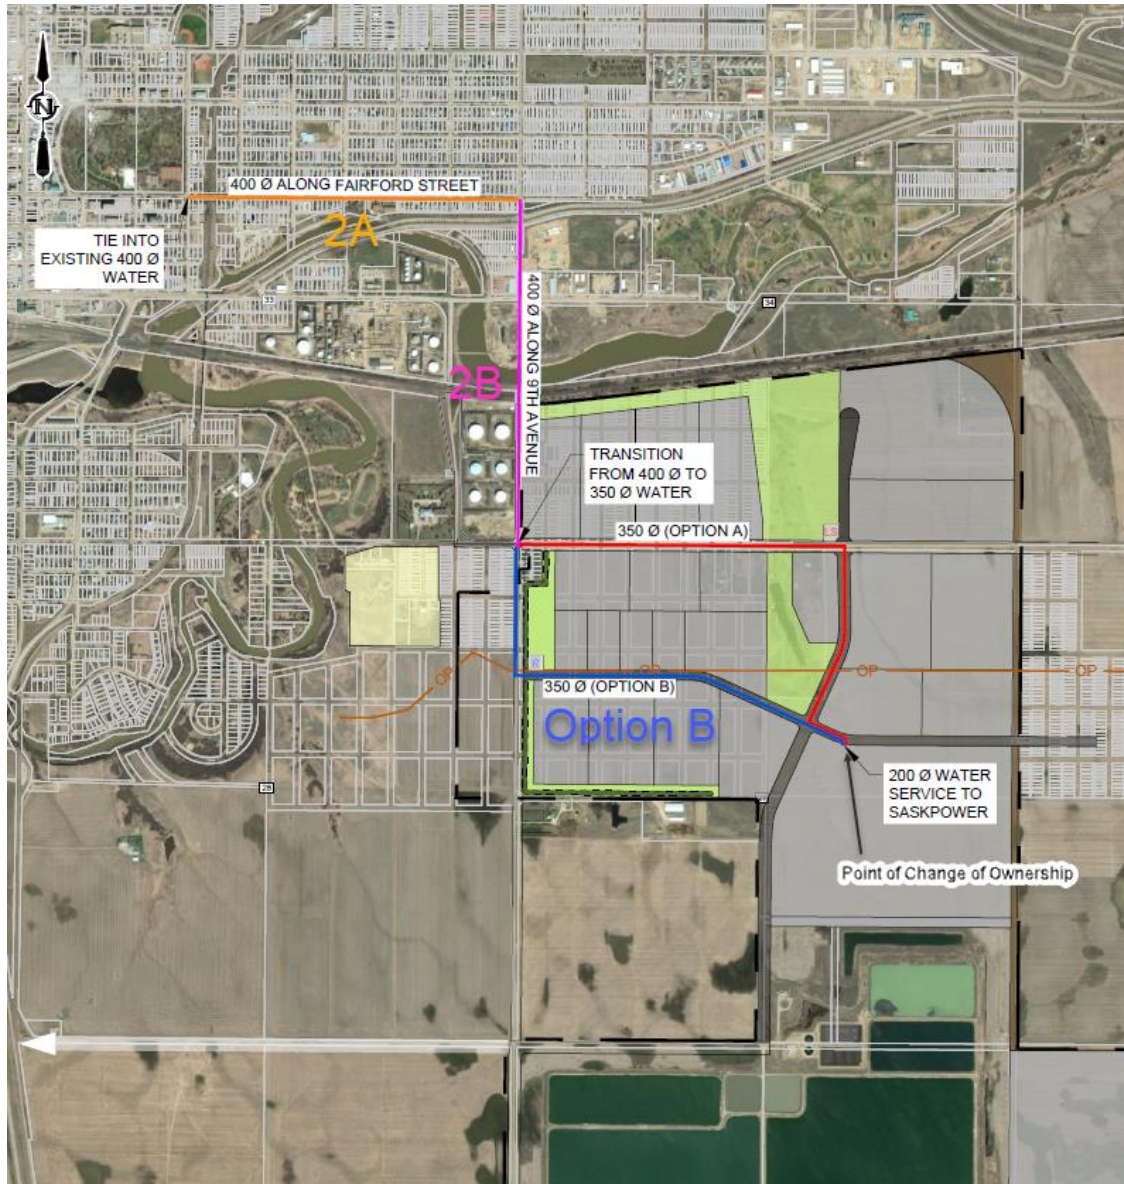 N
400 Ø ALONG FAIRFORD STREET
2A
TIE INTO
EXISTING 400 Ø
WATER
33
34
400 Ø ALONG 9TH AVENUE
2B
TRANSITION
FROM 400 Ø TO
350 Ø WATER
350 Ø (OPTION A)
LS
R
OP
OP
OP
OP
350 Ø (OPTION B)
Option B
28
200 Ø WATER
SERVICE TO
SASKPOWER
Point of Change of Ownership